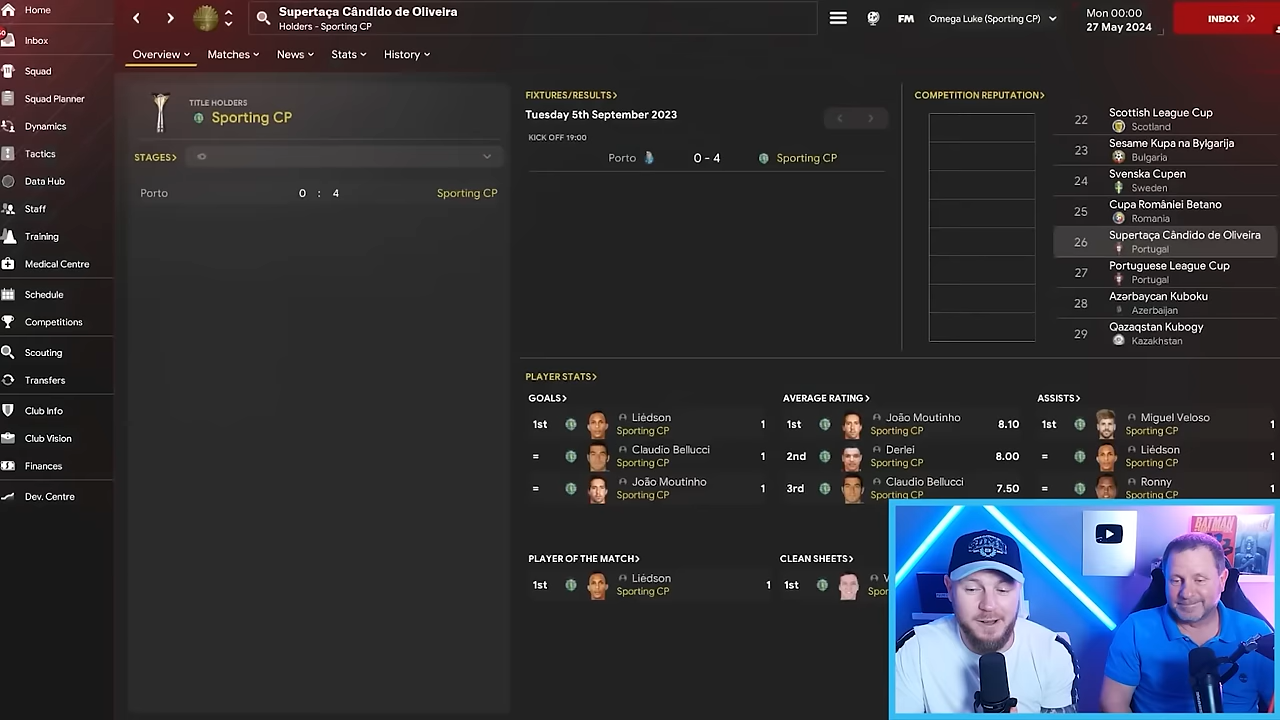 Home
Inbox
Squad
Squad Planner
Dynamics
Tactics
Data Hub
Staff
Training
Medical Centre
Schedule
Competitions
Scouting
Transfers
Club Info
Club Vision
Finances
Dev. Centre
Supertaça Cândido de Oliveira
Holders - Sporting CP
FM
Omega Luke (Sporting CP)
Mon 00:00
27 May 2024
INBOX
Overview
Matches
News
Stats
History
TITLE HOLDERS
Sporting CP
STAGES>
Porto 0 : 4 Sporting CP
FIXTURES/RESULTS>
Tuesday 5th September 2023
KICK OFF 19:00
Porto 0 - 4 Sporting CP
COMPETITION REPUTATION>
22 Scottish League Cup
Scotland
23 Sesame Kupa na Bylgarija
Bulgaria
24 Svenska Cupen
Sweden
25 Cupa României Betano
Romania
26 Supertaça Cândido de Oliveira
Portugal
27 Portuguese League Cup
Portugal
28 Azərbaycan Kuboku
Azerbaijan
29 Qazaqstan Kubogy
Kazakhstan
PLAYER STATS>
GOALS>
1st Liédson 1
Sporting CP
= Claudio Bellucci 1
Sporting CP
= João Moutinho 1
Sporting CP
AVERAGE RATING>
1st João Moutinho 8.10
Sporting CP
2nd Derlei 8.00
Sporting CP
3rd Claudio Bellucci 7.50
Sporting CP
ASSISTS>
1st Miguel Veloso 1
Sporting CP
= Liédson 1
Sporting CP
= Ronny 1
Sporting CP
PLAYER OF THE MATCH>
1st Liédson 1
Sporting CP
CLEAN SHEETS>
1st V
Spor
BATMAN